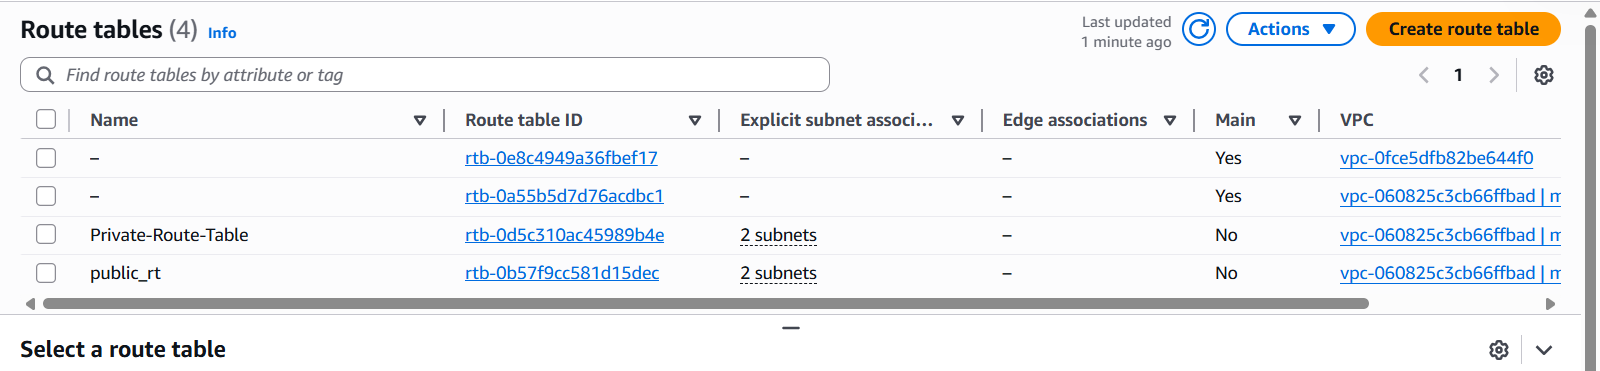 Route tables (4) Info
Last updated
1 minute ago
Actions
Create route table
Find route tables by attribute or tag
1
Name Route table ID Explicit subnet associ... Edge associations Main VPC
– rtb-0e8c4949a36fbef17 – – Yes vpc-0fce5dfb82be644f0
– rtb-0a55b5d7d76acdbc1 – – Yes vpc-060825c3cb66ffbad | m
Private-Route-Table rtb-0d5c310ac45989b4e 2 subnets – No vpc-060825c3cb66ffbad | m
public_rt rtb-0b57f9cc581d15dec 2 subnets – No vpc-060825c3cb66ffbad | m
Select a route table